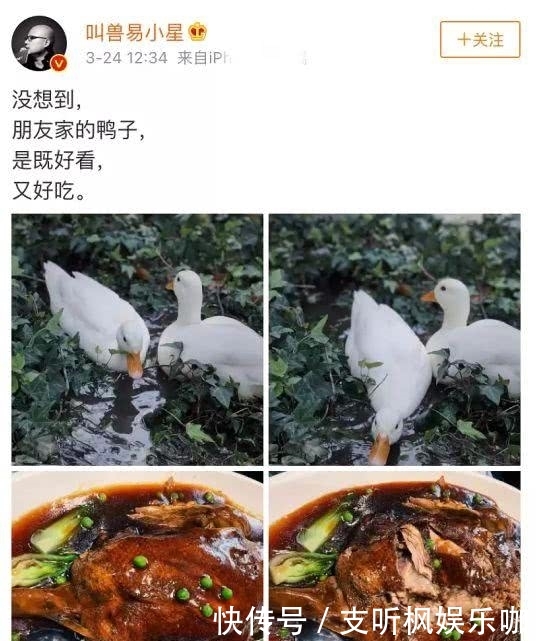 叫兽易小星
＋关注
3-24 12:34 来自iPh
没想到，
朋友家的鸭子，
是既好看，
又好吃。
快传号 / 支听枫娱乐咖